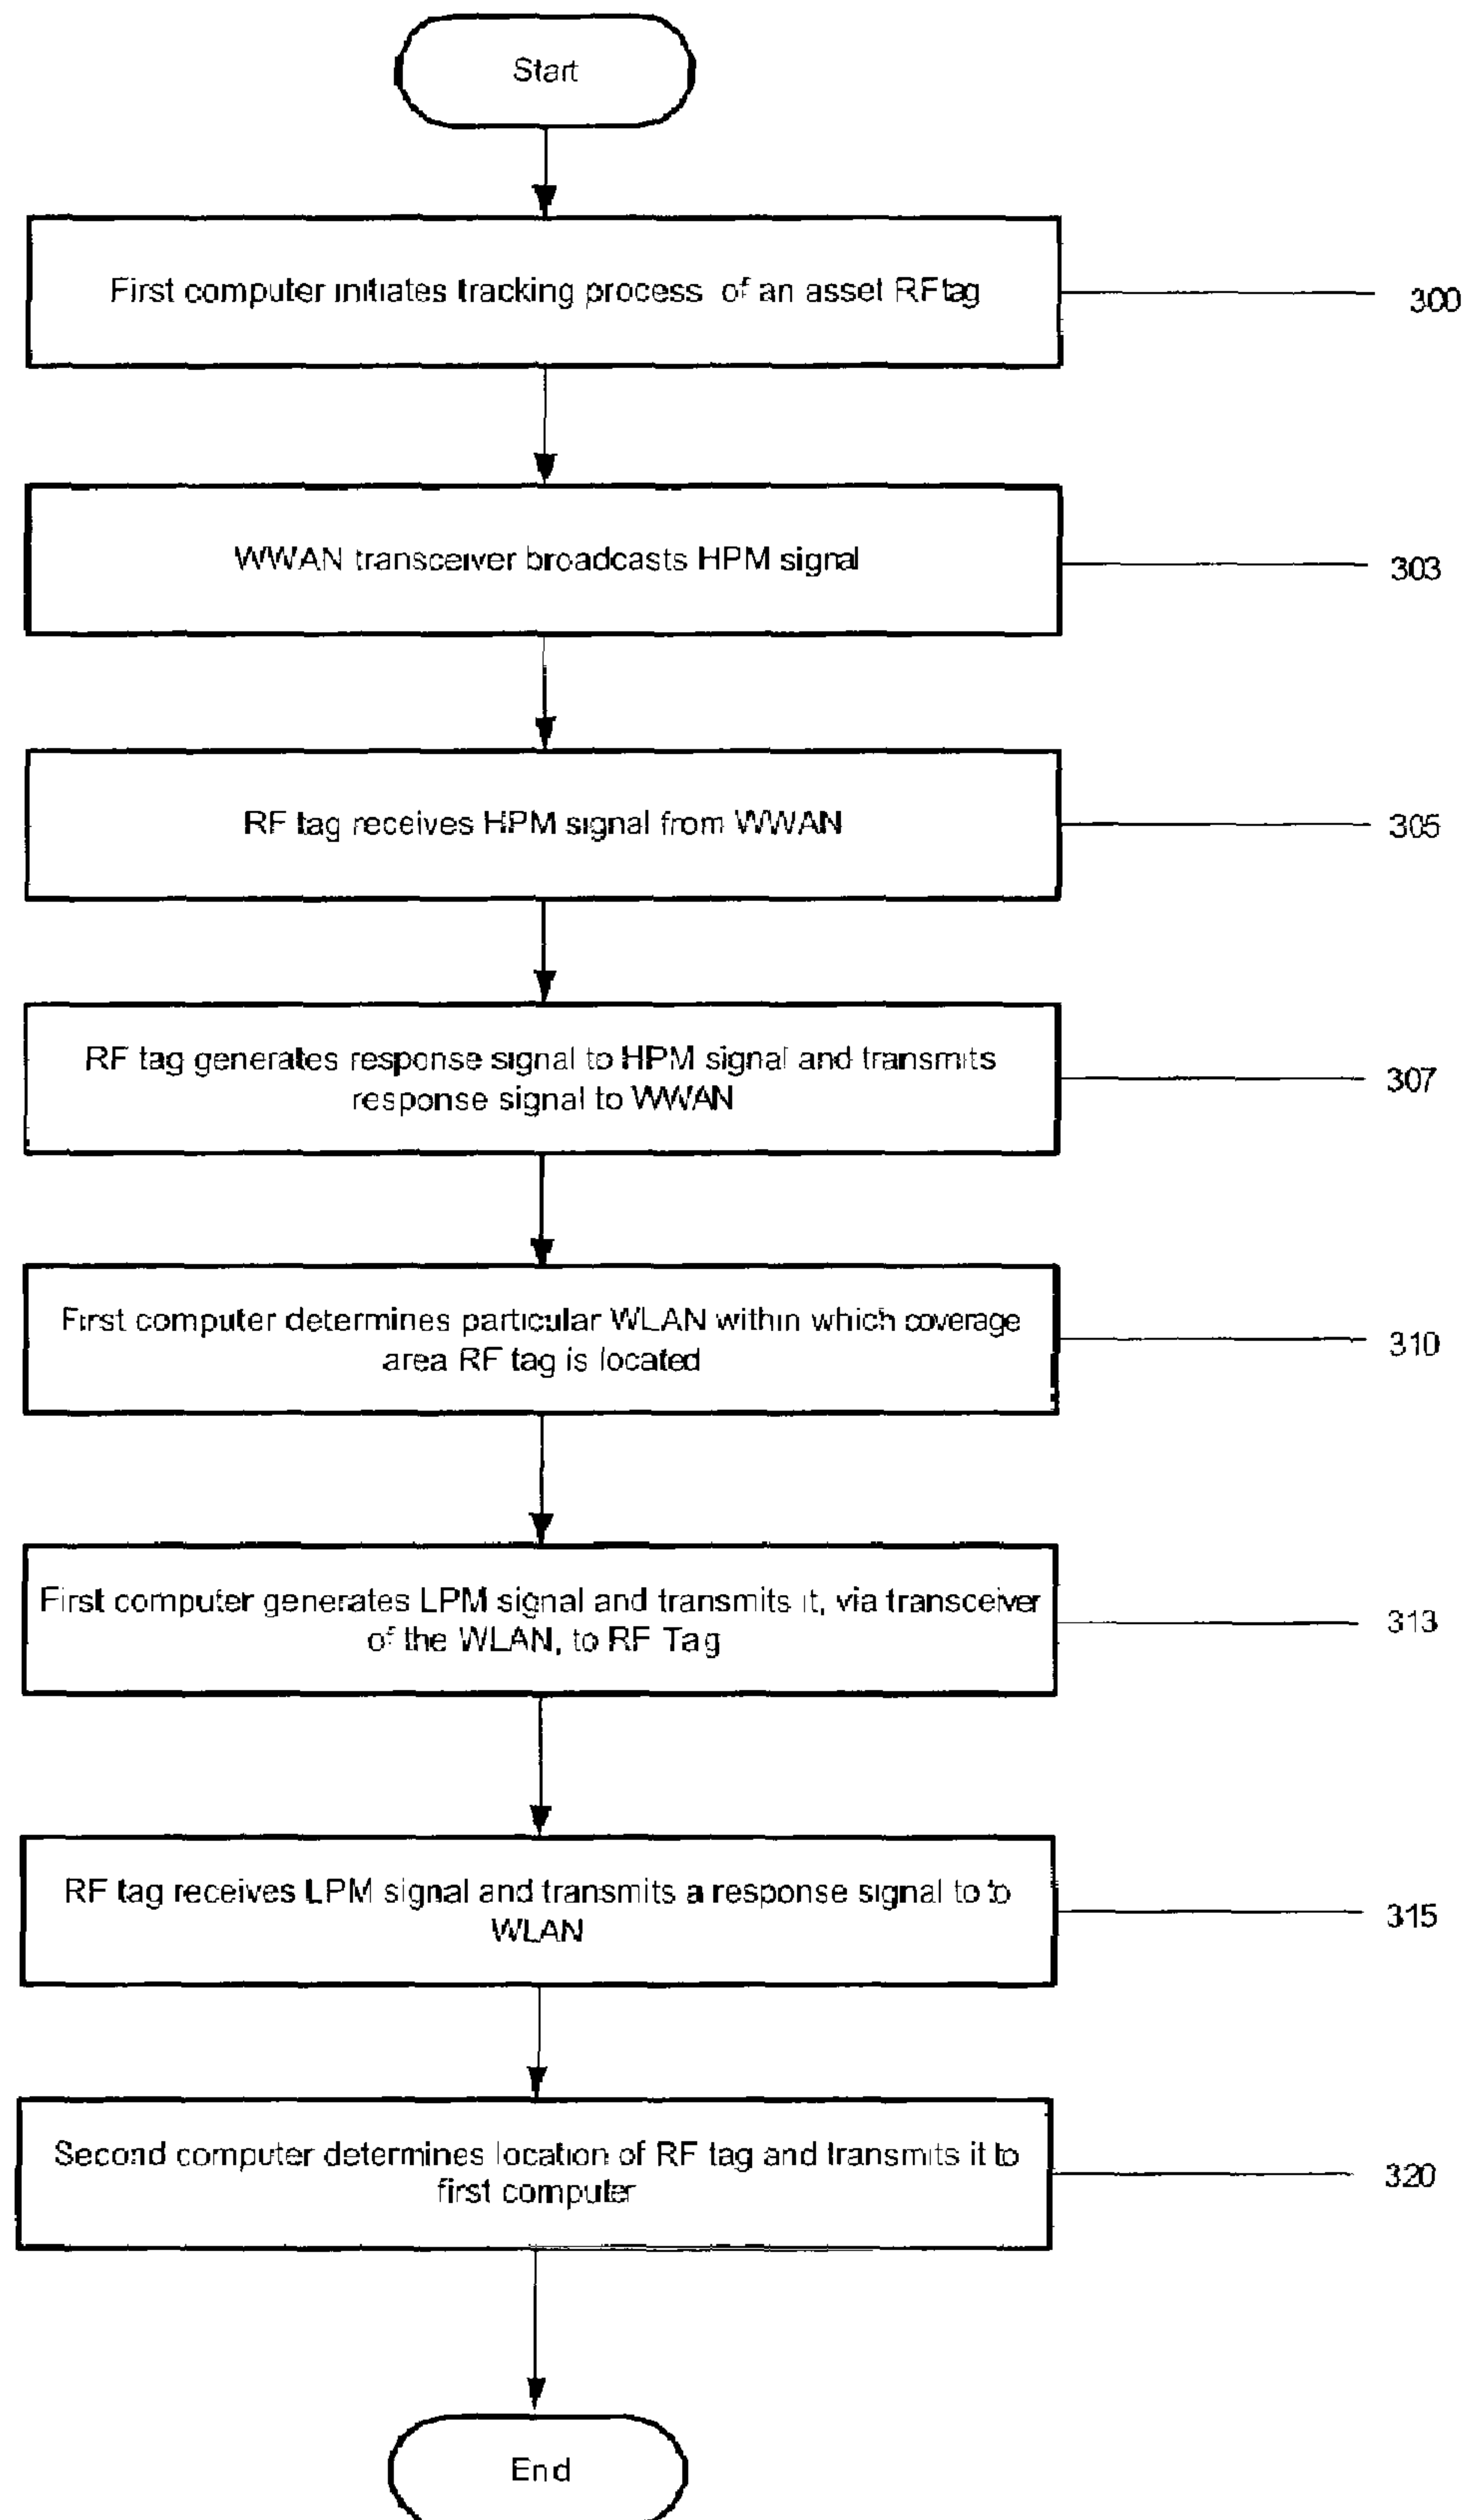 Start
First computer initiates tracking process of an asset RF tag
300
WWAN transceiver broadcasts HPM signal
303
RF tag receives HPM signal from WWAN
305
RF tag generates response signal to HPM signal and transmits
response signal to WWAN
307
First computer determines particular WLAN within which coverage
area RF tag is located
310
First computer generates LPM signal and transmits it, via transceiver
of the WLAN, to RF Tag
313
RF tag receives LPM signal and transmits a response signal to to
WLAN
315
Second computer determines location of RF tag and transmits it to
first computer
320
End